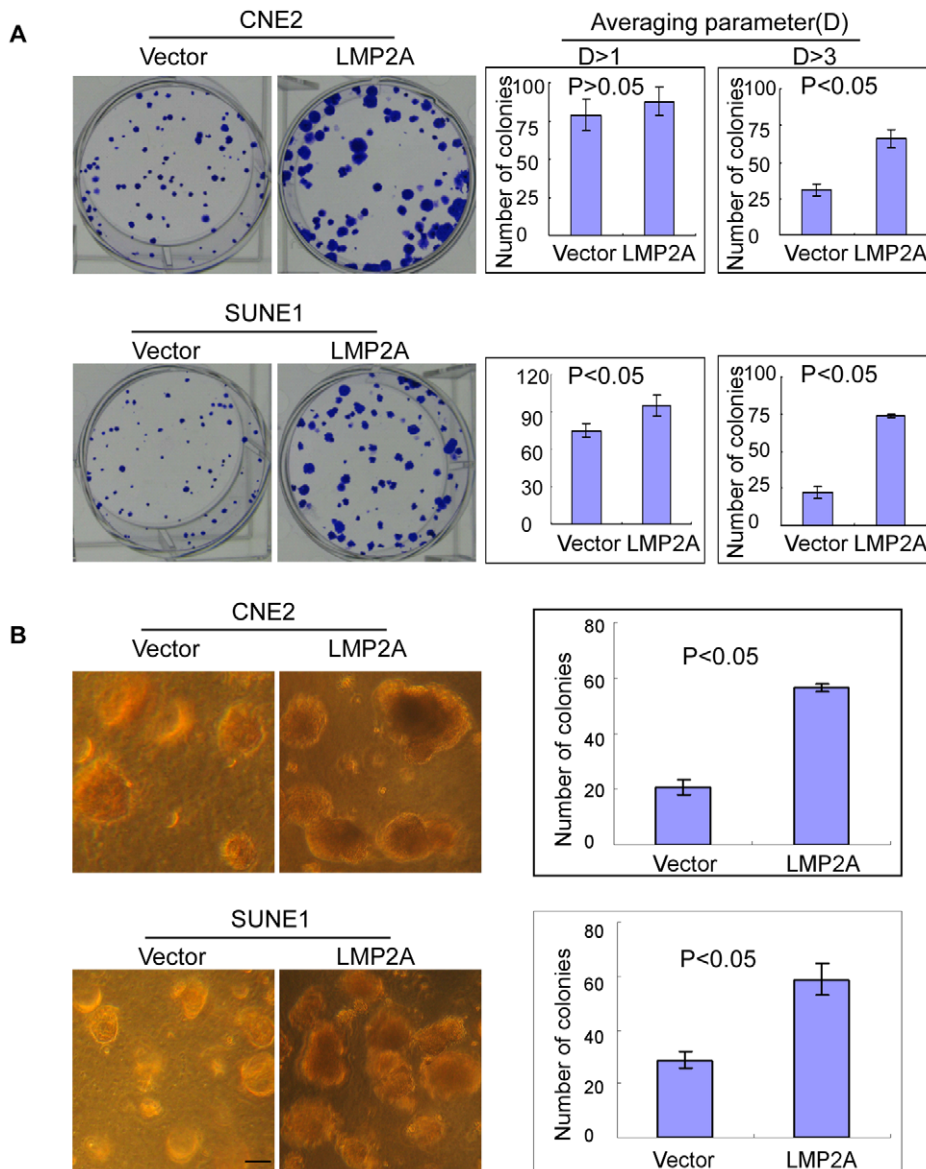 A
CNE2
Vector LMP2A
Averaging parameter(D)
D>1 D>3
Number of colonies
100
75
50
25
0
P>0.05
Vector LMP2A
Number of colonies
100
75
50
25
0
P<0.05
Vector LMP2A
SUNE1
Vector LMP2A
120
90
60
30
0
P<0.05
Vector LMP2A
Number of colonies
100
75
50
25
0
P<0.05
Vector LMP2A
B
CNE2
Vector LMP2A
Number of colonies
80
60
40
20
0
P<0.05
Vector LMP2A
SUNE1
Vector LMP2A
Number of colonies
80
60
40
20
0
P<0.05
Vector LMP2A